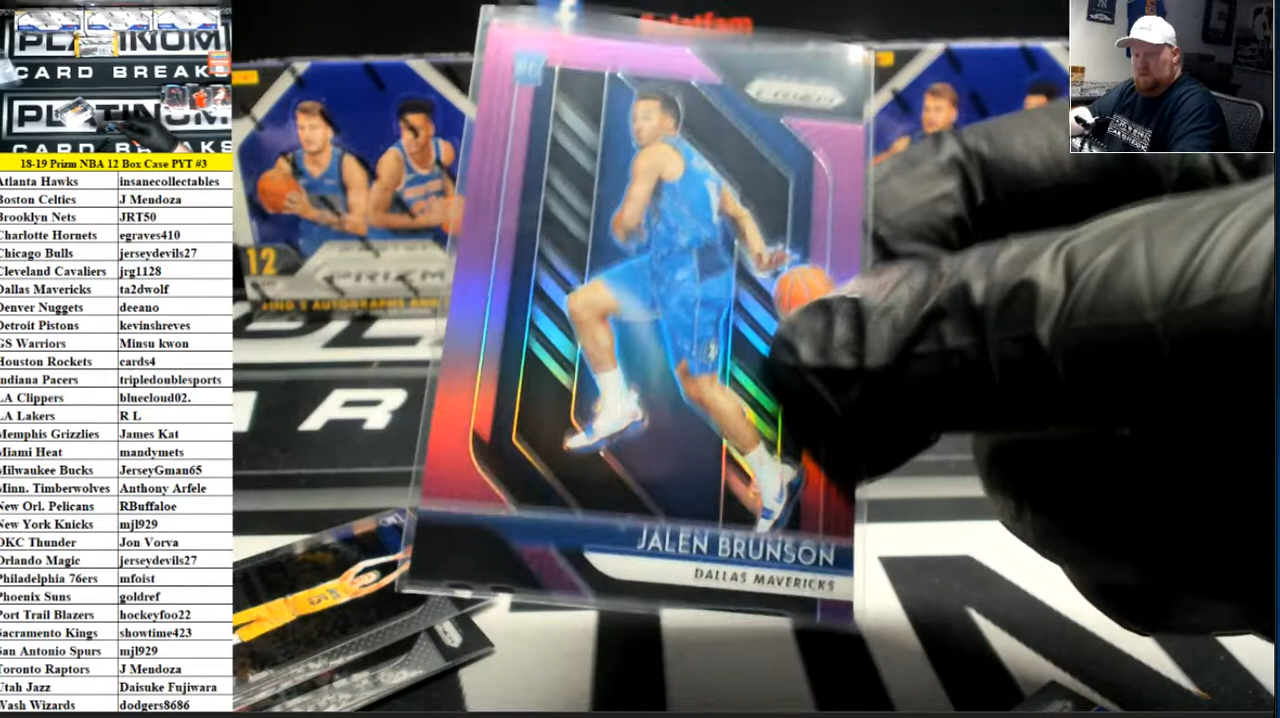 PLATINUM
CARD BREAKS
PLATINUM
CARD BREAKS
18-19 Prizm NBA 12 Box Case PYT #3
Atlanta Hawks insanecollectables
Boston Celtics J Mendoza
Brooklyn Nets JRT50
Charlotte Hornets egraves410
Chicago Bulls jerseydevils27
Cleveland Cavaliers jrg1128
Dallas Mavericks ta2dwolf
Denver Nuggets deeano
Detroit Pistons kevinshreves
GS Warriors Minsu kwon
Houston Rockets cards4
Indiana Pacers tripledoublesports
LA Clippers bluecloud02.
LA Lakers R L
Memphis Grizzlies James Kat
Miami Heat mandymets
Milwaukee Bucks JerseyGman65
Minn. Timberwolves Anthony Arfele
New Orl. Pelicans RBuffaloe
New York Knicks mjl929
OKC Thunder Jon Vorva
Orlando Magic jerseydevils27
Philadelphia 76ers mfoist
Phoenix Suns goldref
Port Trail Blazers hockeyfoo22
Sacramento Kings showtime423
San Antonio Spurs mjl929
Toronto Raptors J Mendoza
Utah Jazz Daisuke Fujiwara
Wash Wizards dodgers8686
RC
PRIZM
12
PRIZM
JALEN BRUNSON
DALLAS MAVERICKS